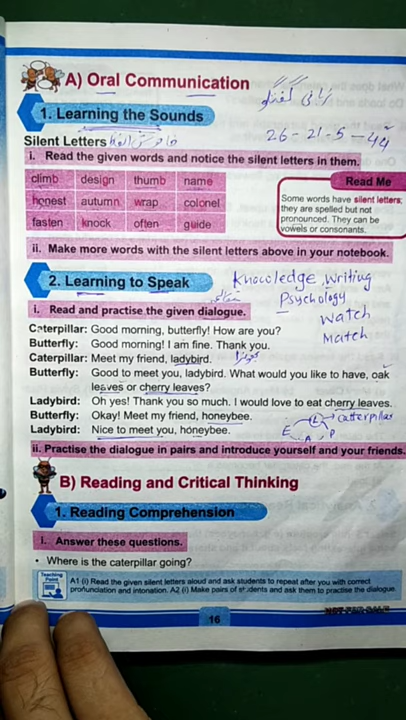 A) Oral Communication
زبانی گفتگو
1. Learning the Sounds
26-21-5-44
Silent Letters
i. Read the given words and notice the silent letters in them.
climb design thumb name
honest autumn wrap colonel
fasten knock often guide
Read Me
Some words have silent letters;
they are spelled but not
pronounced. They can be
vowels or consonants.
ii. Make more words with the silent letters above in your notebook.
2. Learning to Speak
Knowledge, writing
Psychology
watch
Match
i. Read and practise the given dialogue.
Caterpillar: Good morning, butterfly! How are you?
Butterfly: Good morning! I am fine. Thank you.
Caterpillar: Meet my friend, ladybird.
Butterfly: Good to meet you, ladybird. What would you like to have, oak
leaves or cherry leaves?
Ladybird: Oh yes! Thank you so much. I would love to eat cherry leaves.
Butterfly: Okay! Meet my friend, honeybee.
Ladybird: Nice to meet you, honeybee.
L → catterpillar
E A P
ii. Practise the dialogue in pairs and introduce yourself and your friends.
B) Reading and Critical Thinking
1. Reading Comprehension
i. Answer these questions.
• Where is the caterpillar going?
Teaching Point
A1 (i) Read the given silent letters aloud and ask students to repeat after you with correct
pronunciation and intonation. A2 (i) Make pairs of students and ask them to practise the dialogue.
16
NOT FOR SALE